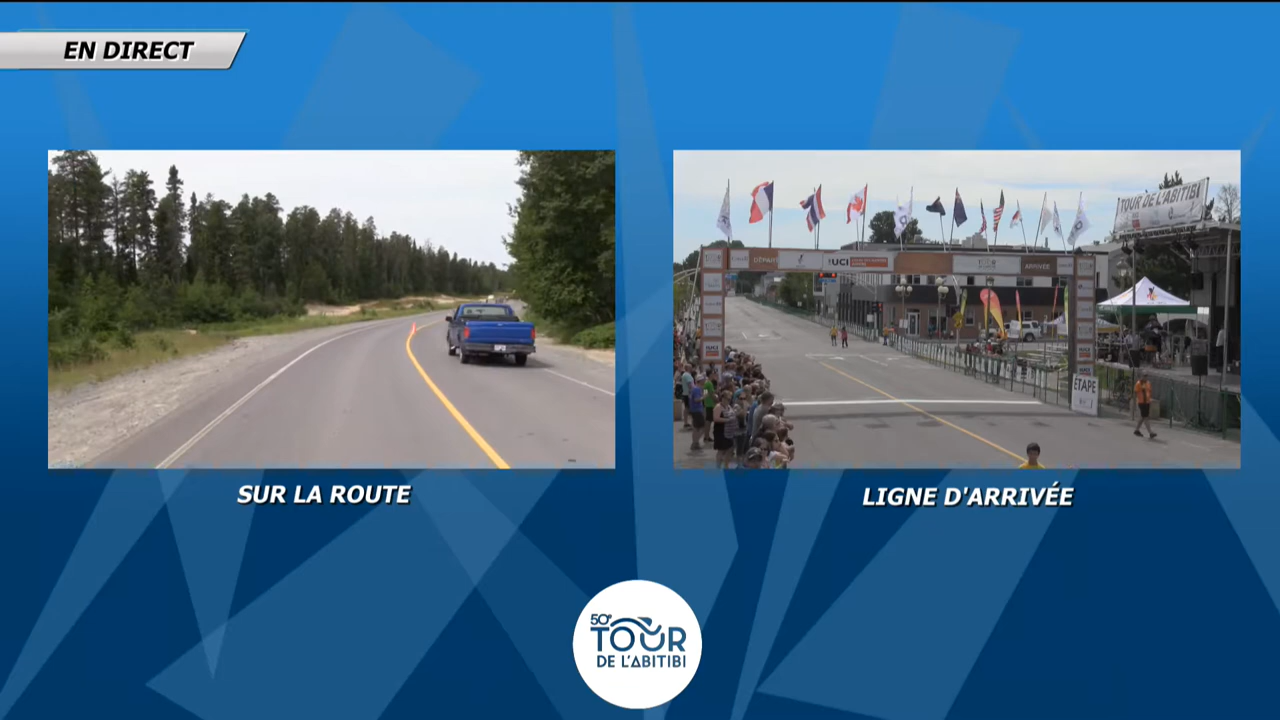 EN DIRECT
TOUR DE L'ABITIBI
DÉPART
UCI
ARRIVÉE
ÉTAPE
SUR LA ROUTE
LIGNE D'ARRIVÉE
50e
TOUR
DE L'ABITIBI